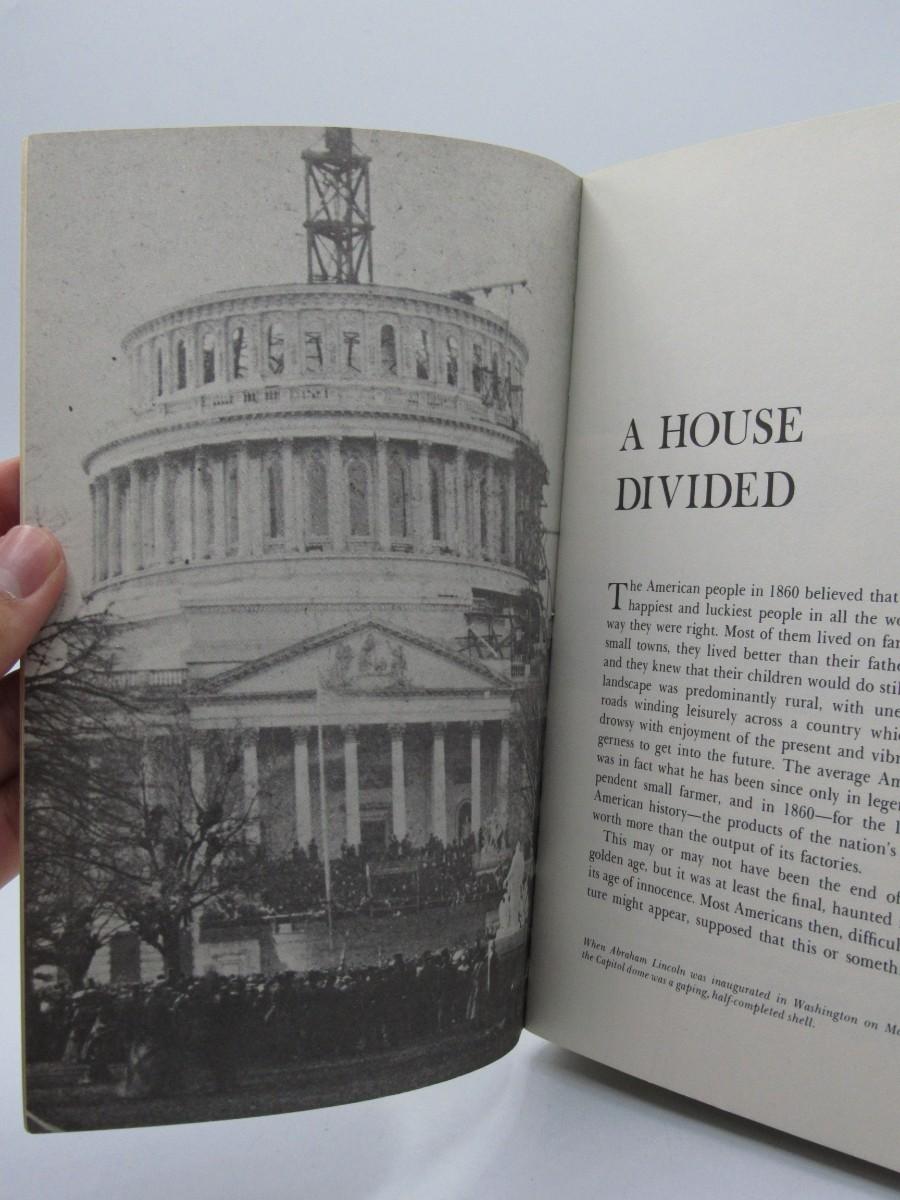 A HOUSE
DIVIDED
The American people in 1860 believed that
happiest and luckiest people in all the
way they were right. Most of them lived on
small towns, they lived better than their
and they knew that their children would do
landscape was predominantly rural, with
roads winding leisurely across a country
drowsy with enjoyment of the present and
gerness to get into the future. The average
was in fact what he has been since only in
pendent small farmer, and in 1860—for the
American history—the products of the nation's
worth more than the output of its factories.
This may or may not have been the end of
golden age, but it was at least the final, haunted
its age of innocence. Most Americans then,
ture might appear, supposed that this or
When Abraham Lincoln was inaugurated in Washington on
the Capitol dome was a gaping, half-completed shell.